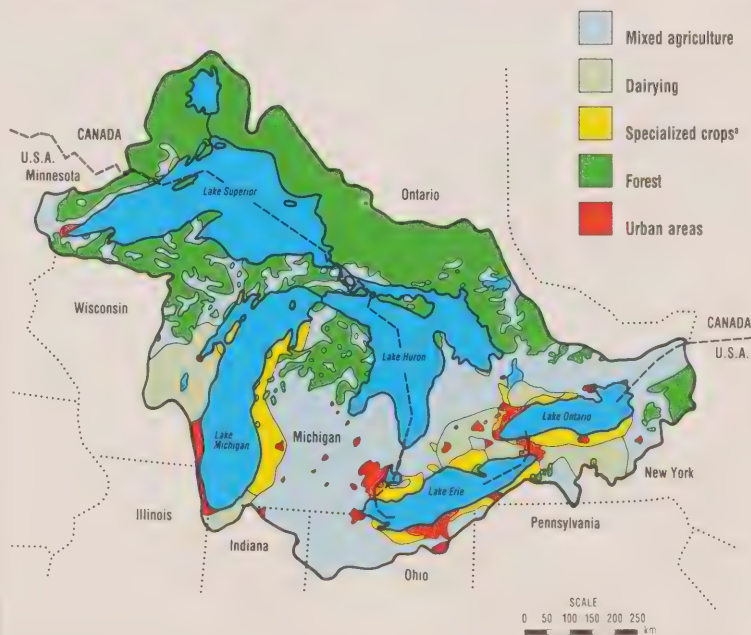 Mixed agriculture
Dairying
Specialized cropsᵃ
Forest
Urban areas
CANADA
U.S.A.
Minnesota
Lake Superior
Ontario
Wisconsin
Lake Huron
CANADA
U.S.A.
Lake Michigan
Michigan
Lake Ontario
Lake Erie
New York
Illinois
Indiana
Pennsylvania
Ohio
SCALE
0 50 100 150 200 250
km